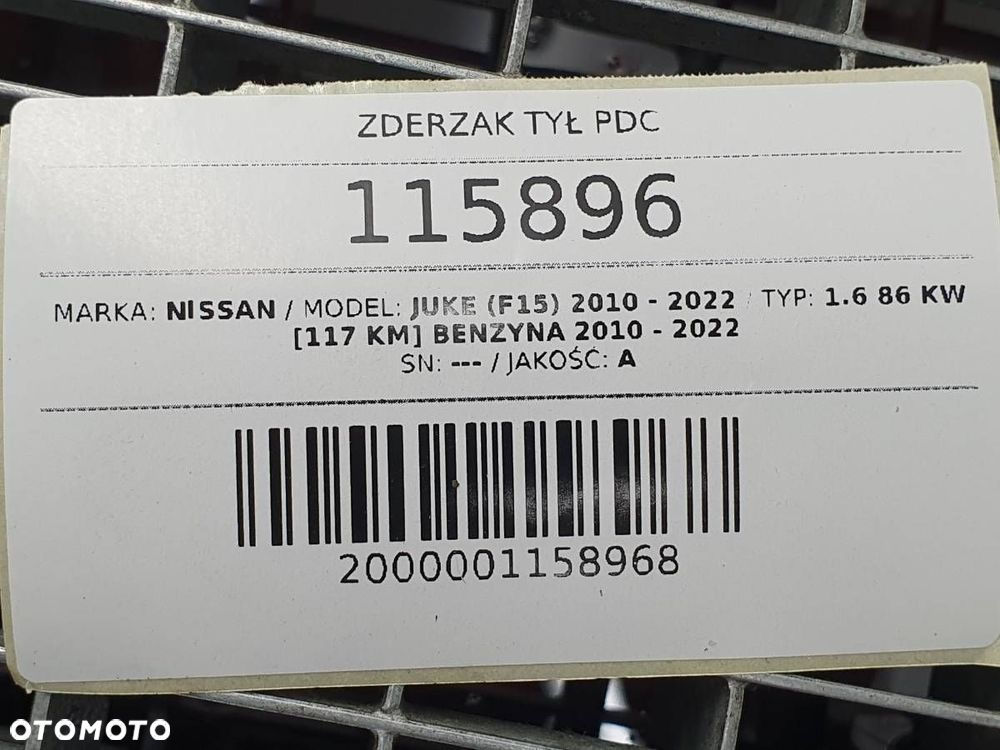 ZDERZAK TYŁ PDC
115896
MARKA: NISSAN / MODEL: JUKE (F15) 2010 - 2022 / TYP: 1.6 86 KW
[117 KM] BENZYNA 2010 - 2022
SN: --- / JAKOŚĆ: A
2000001158968
OTOMOTO